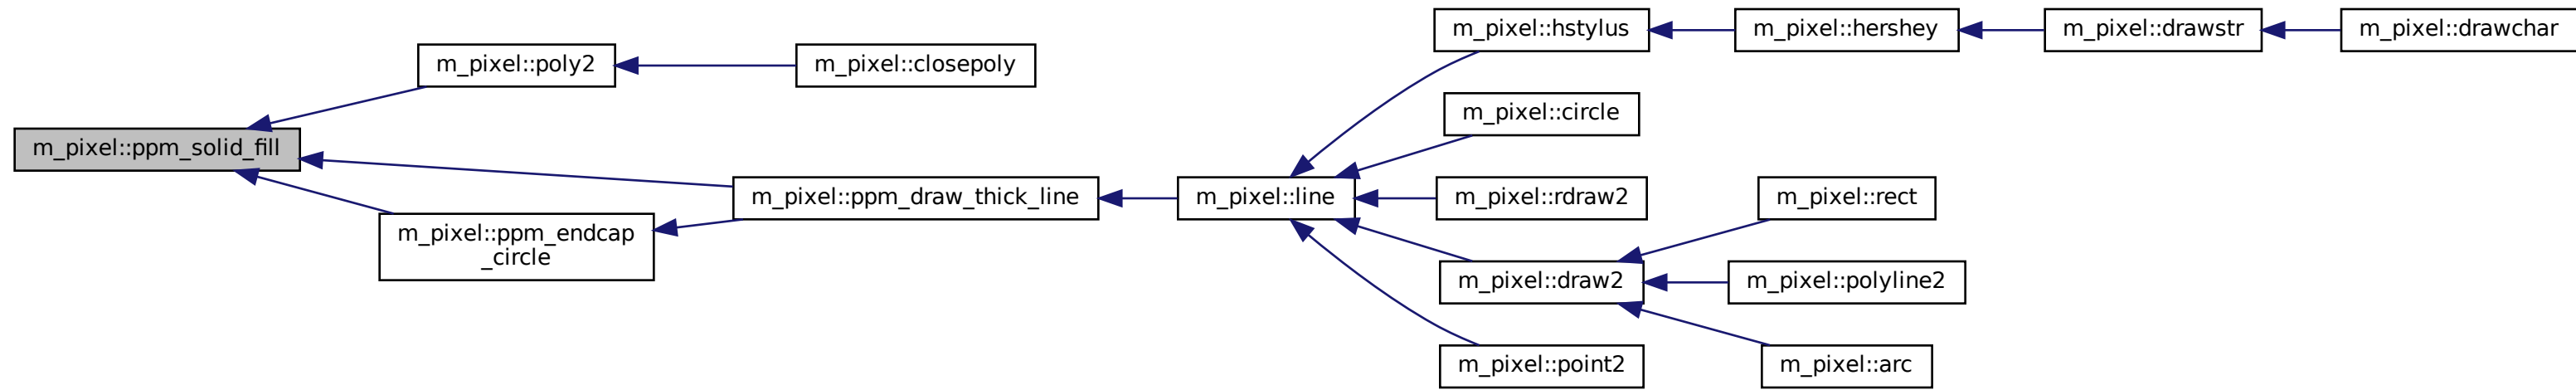 m_pixel::ppm_solid_fill
m_pixel::poly2
m_pixel::closepoly
m_pixel::ppm_draw_thick_line
m_pixel::ppm_endcap
_circle
m_pixel::line
m_pixel::hstylus
m_pixel::hershey
m_pixel::drawstr
m_pixel::drawchar
m_pixel::circle
m_pixel::rdraw2
m_pixel::draw2
m_pixel::rect
m_pixel::polyline2
m_pixel::arc
m_pixel::point2